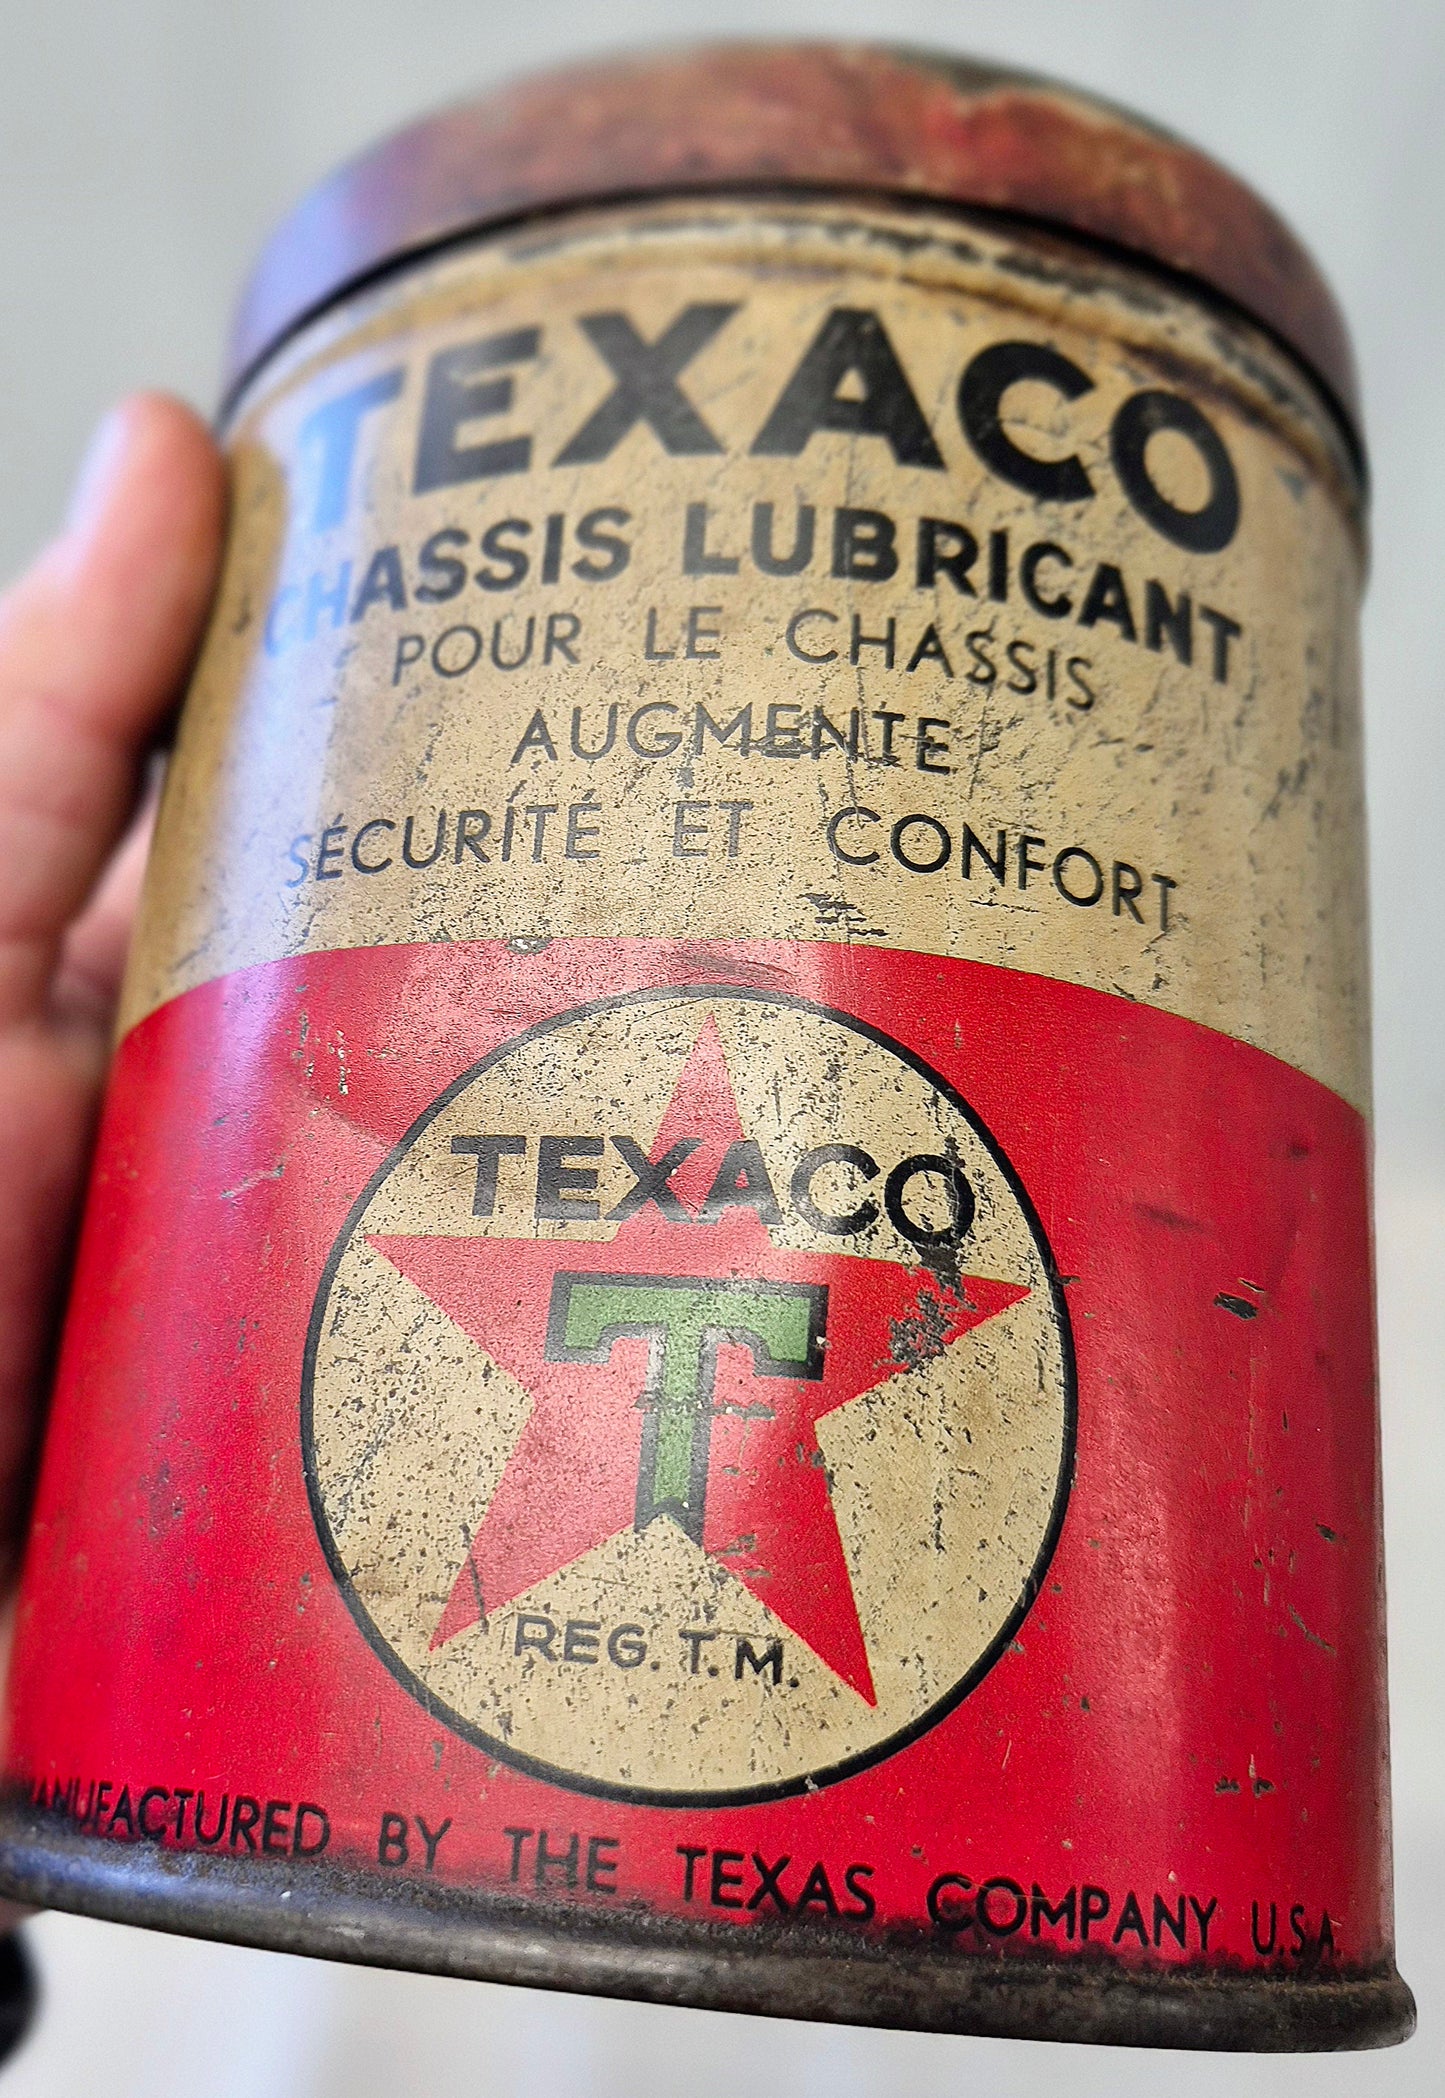 TEXACO
CHASSIS LUBRICANT
POUR LE CHASSIS
AUGMENTE
SÉCURITÉ ET CONFORT
TEXACO
T
REG. T. M.
MANUFACTURED BY THE TEXAS COMPANY U.S.A.